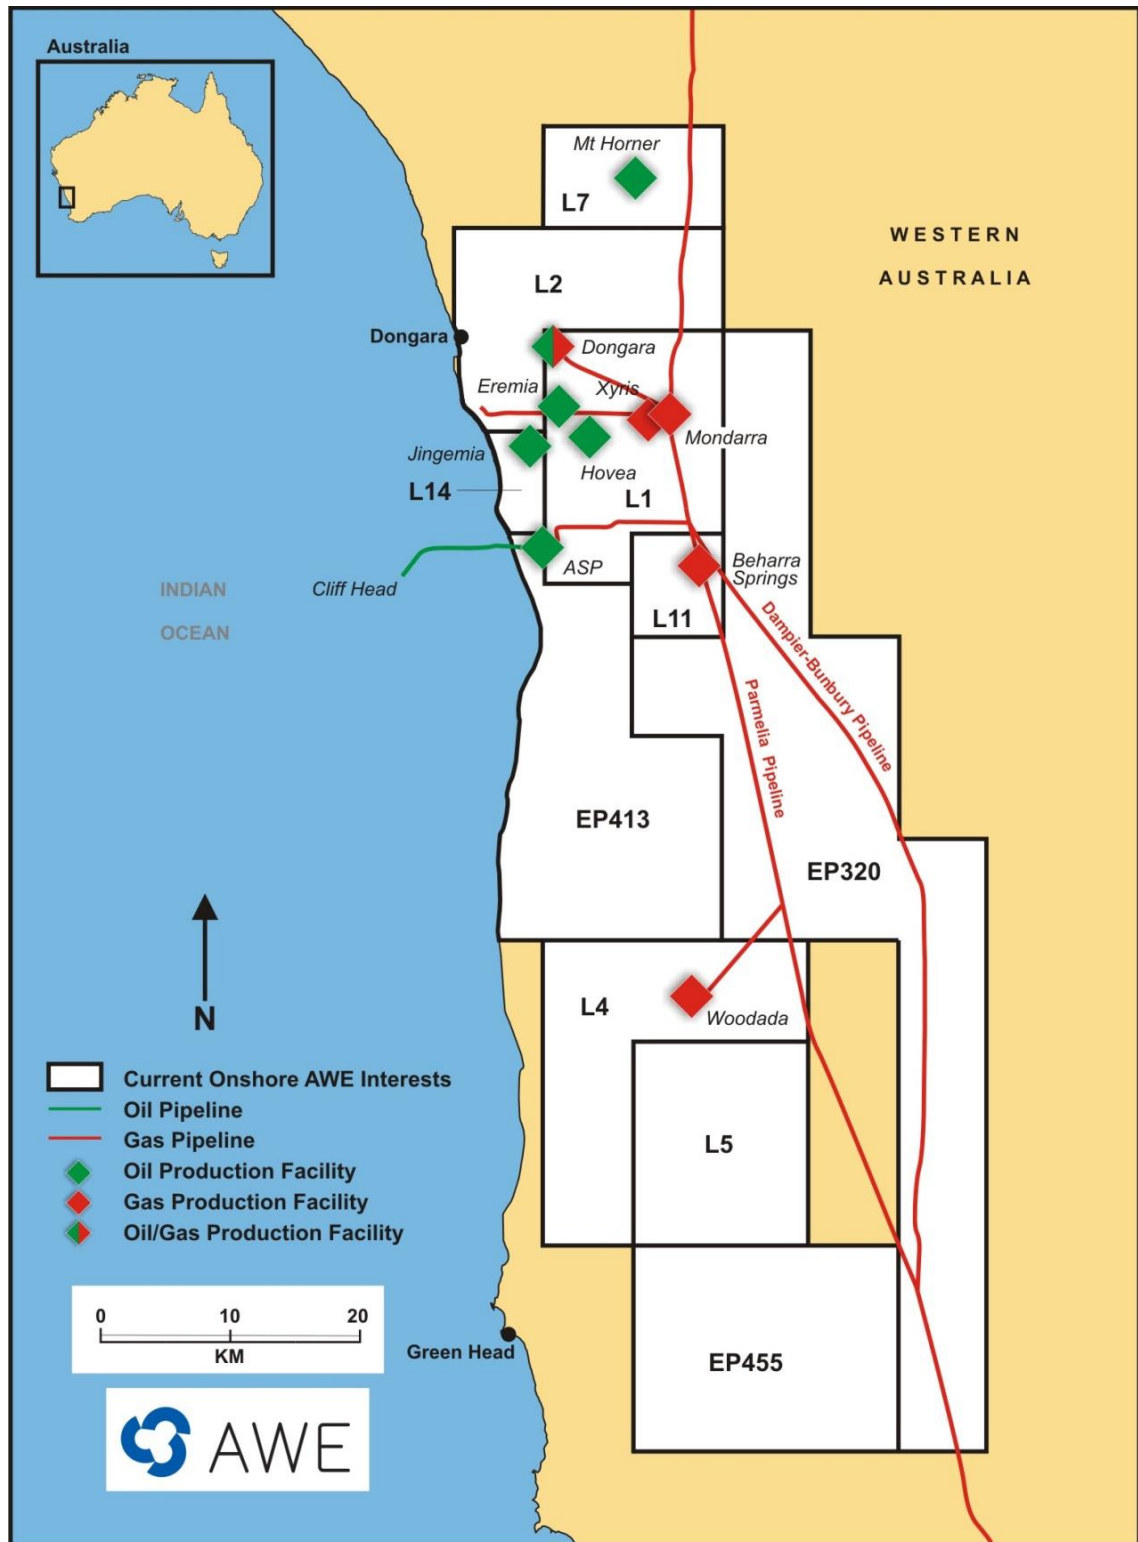 Australia
Mt Horner
L7
WESTERN
AUSTRALIA
L2
Dongara
Dongara
Eremia
Xyris
Mondarra
Jingemia
Hovea
L14
L1
ASP
Beharra
Springs
Cliff Head
INDIAN
OCEAN
L11
Dampier-Bunbury Pipeline
Parmelia Pipeline
EP413
EP320
N
L4
Woodada
Current Onshore AWE Interests
Oil Pipeline
Gas Pipeline
Oil Production Facility
Gas Production Facility
Oil/Gas Production Facility
L5
0 10 20
KM
Green Head
EP455
AWE